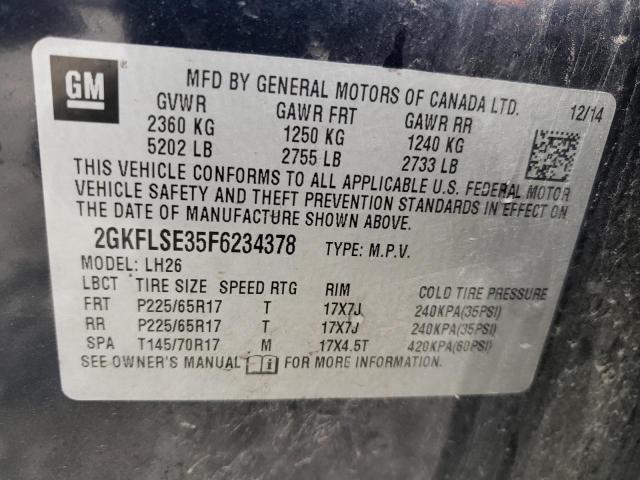 GM
MFD BY GENERAL MOTORS OF CANADA LTD.
12/14
GVWR GAWR FRT GAWR RR
2360 KG 1250 KG 1240 KG
5202 LB 2755 LB 2733 LB
THIS VEHICLE CONFORMS TO ALL APPLICABLE U.S. FEDERAL MOTOR
VEHICLE SAFETY AND THEFT PREVENTION STANDARDS IN EFFECT ON
THE DATE OF MANUFACTURE SHOWN ABOVE.
2GKFLSE35F6234378 TYPE: M.P.V.
MODEL: LH26
LBCT TIRE SIZE SPEED RTG RIM COLD TIRE PRESSURE
FRT P225/65R17 T 17X7J 240KPA(35PSI)
RR P225/65R17 T 17X7J 240KPA(35PSI)
SPA T145/70R17 M 17X4.5T 420KPA(60PSI)
SEE OWNER'S MANUAL FOR MORE INFORMATION